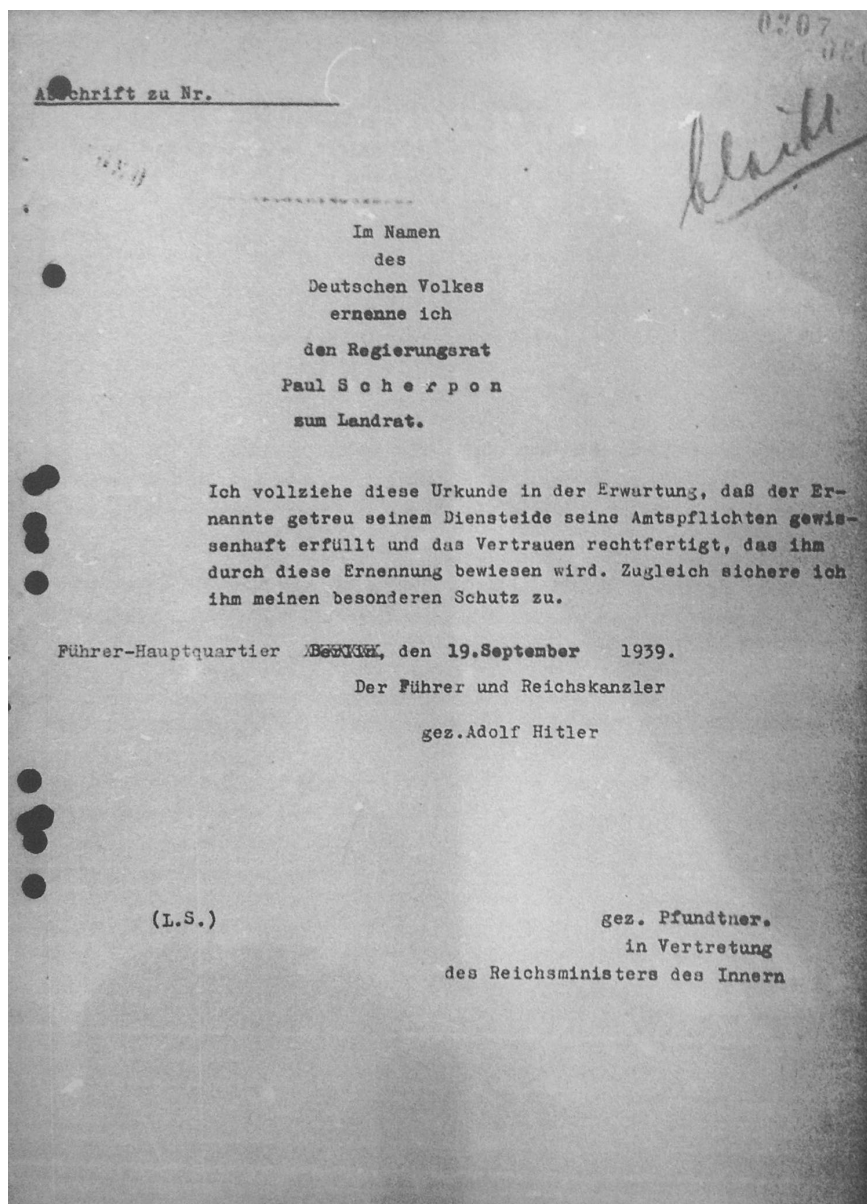 0207
Abschrift zu Nr.
bleibt
Im Namen
des
Deutschen Volkes
ernenne ich
den Regierungsrat
Paul S c h e r p o n
zum Landrat.
Ich vollziehe diese Urkunde in der Erwartung, daß der Er-
nannte getreu seinem Diensteide seine Amtspflichten gewis-
senhaft erfüllt und das Vertrauen rechtfertigt, das ihm
durch diese Ernennung bewiesen wird. Zugleich sichere ich
ihm meinen besonderen Schutz zu.
Führer-Hauptquartier Berlin, den 19.September 1939.
Der Führer und Reichskanzler
gez.Adolf Hitler
(L.S.) gez. Pfundtner.
in Vertretung
des Reichsministers des Innern